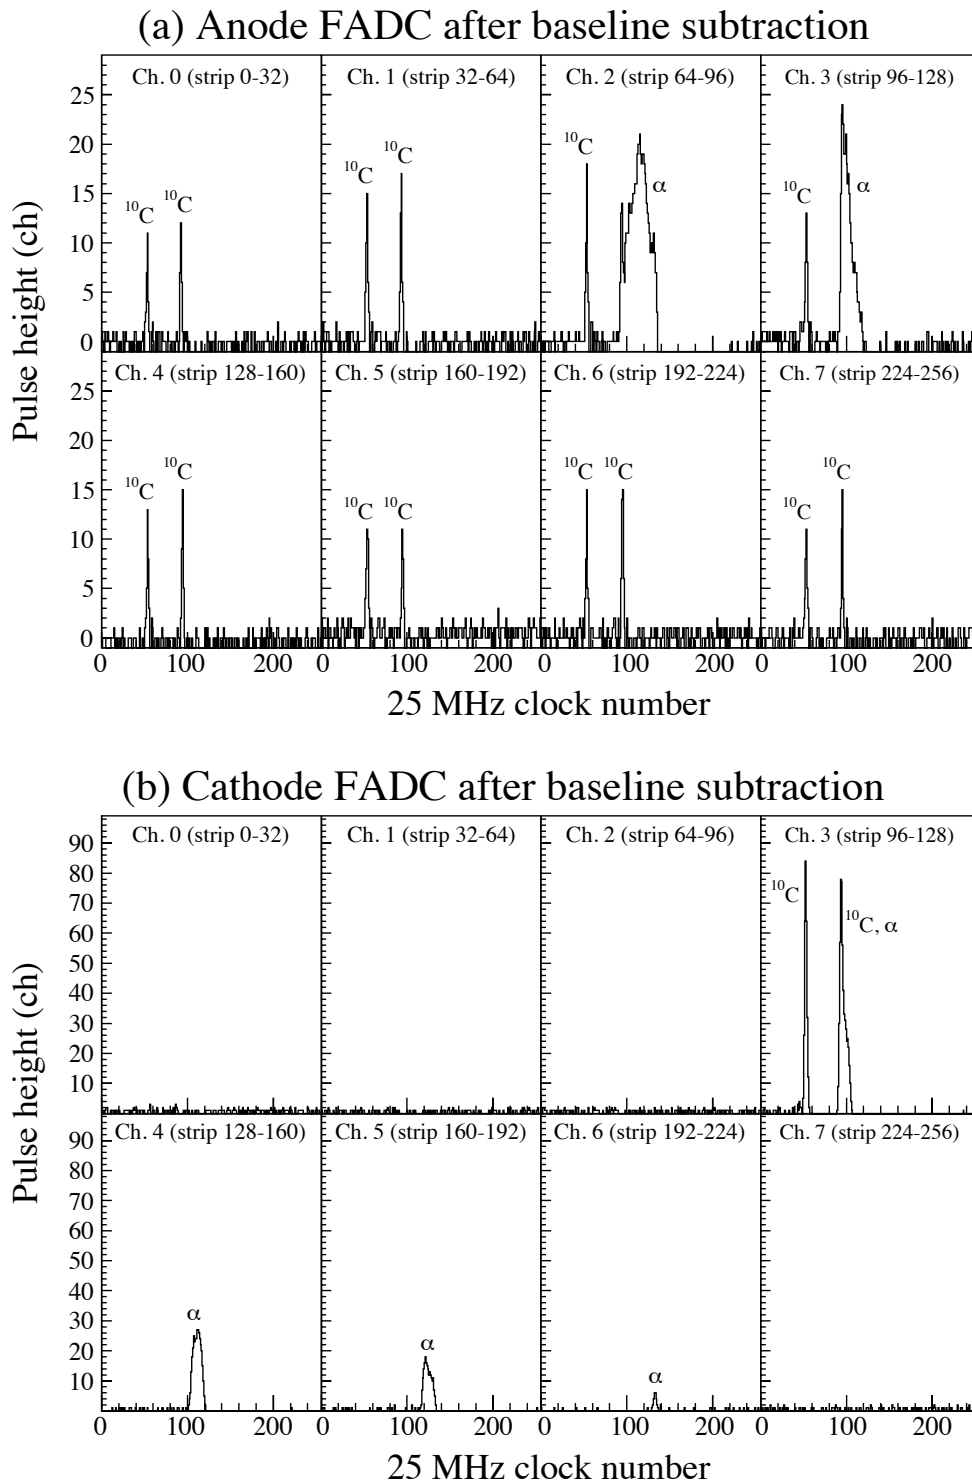 (a) Anode FADC after baseline subtraction
Ch. 0 (strip 0-32) Ch. 1 (strip 32-64) Ch. 2 (strip 64-96) Ch. 3 (strip 96-128)
25
20
15
10
5
0
¹⁰C ¹⁰C
¹⁰C ¹⁰C
¹⁰C α
¹⁰C α
Pulse height (ch)
Ch. 4 (strip 128-160) Ch. 5 (strip 160-192) Ch. 6 (strip 192-224) Ch. 7 (strip 224-256)
25
20
15
10
5
0
¹⁰C ¹⁰C
¹⁰C ¹⁰C
¹⁰C ¹⁰C
¹⁰C ¹⁰C
0 100 200 0 100 200 0 100 200 0 100 200
25 MHz clock number
(b) Cathode FADC after baseline subtraction
Ch. 0 (strip 0-32) Ch. 1 (strip 32-64) Ch. 2 (strip 64-96) Ch. 3 (strip 96-128)
90
80
70
60
50
40
30
20
10
¹⁰C ¹⁰C, α
Pulse height (ch)
Ch. 4 (strip 128-160) Ch. 5 (strip 160-192) Ch. 6 (strip 192-224) Ch. 7 (strip 224-256)
90
80
70
60
50
40
30
20
10
α
α
α
0 100 200 0 100 200 0 100 200 0 100 200
25 MHz clock number